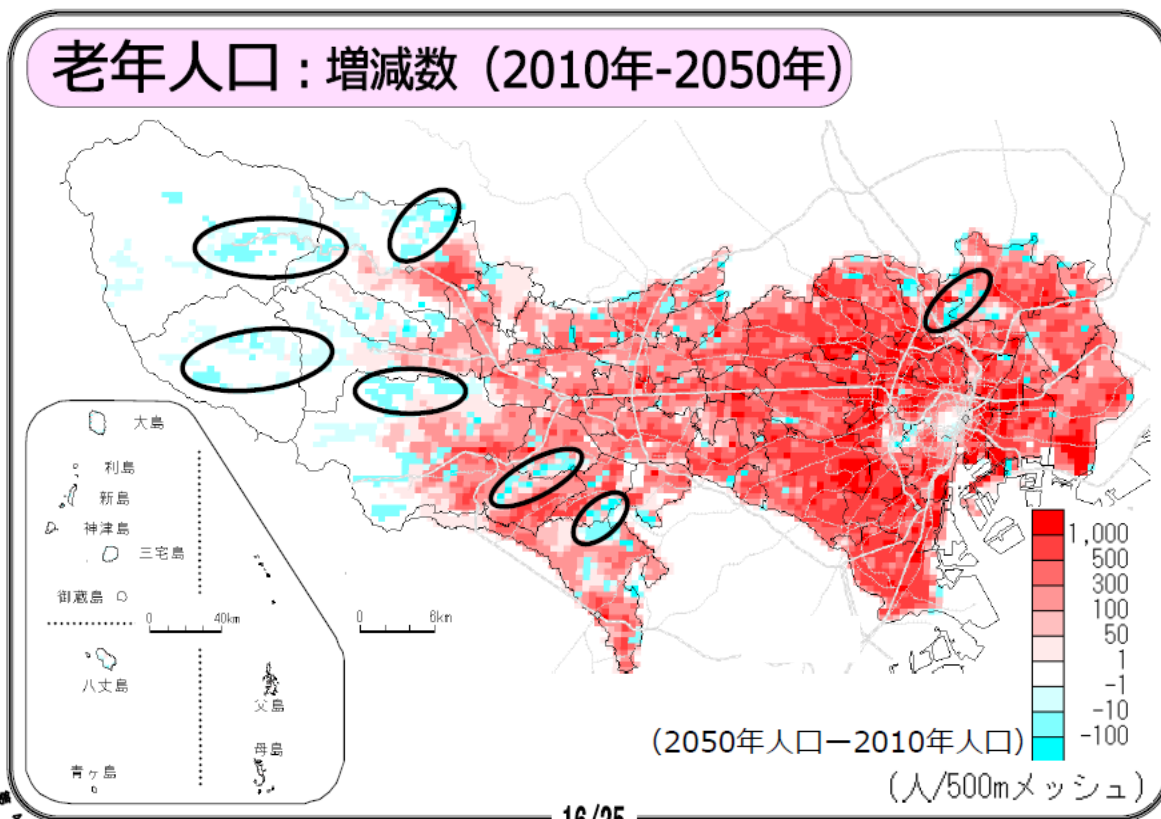 老年人口：増減数（2010年-2050年）
大島
利島
新島
神津島
三宅島
御蔵島
0 40km
0 6km
八丈島
父島
母島
青ヶ島
1,000
500
300
100
50
1
-1
-10
-100
（2050年人口ー2010年人口）
（人/500mメッシュ）
16/25